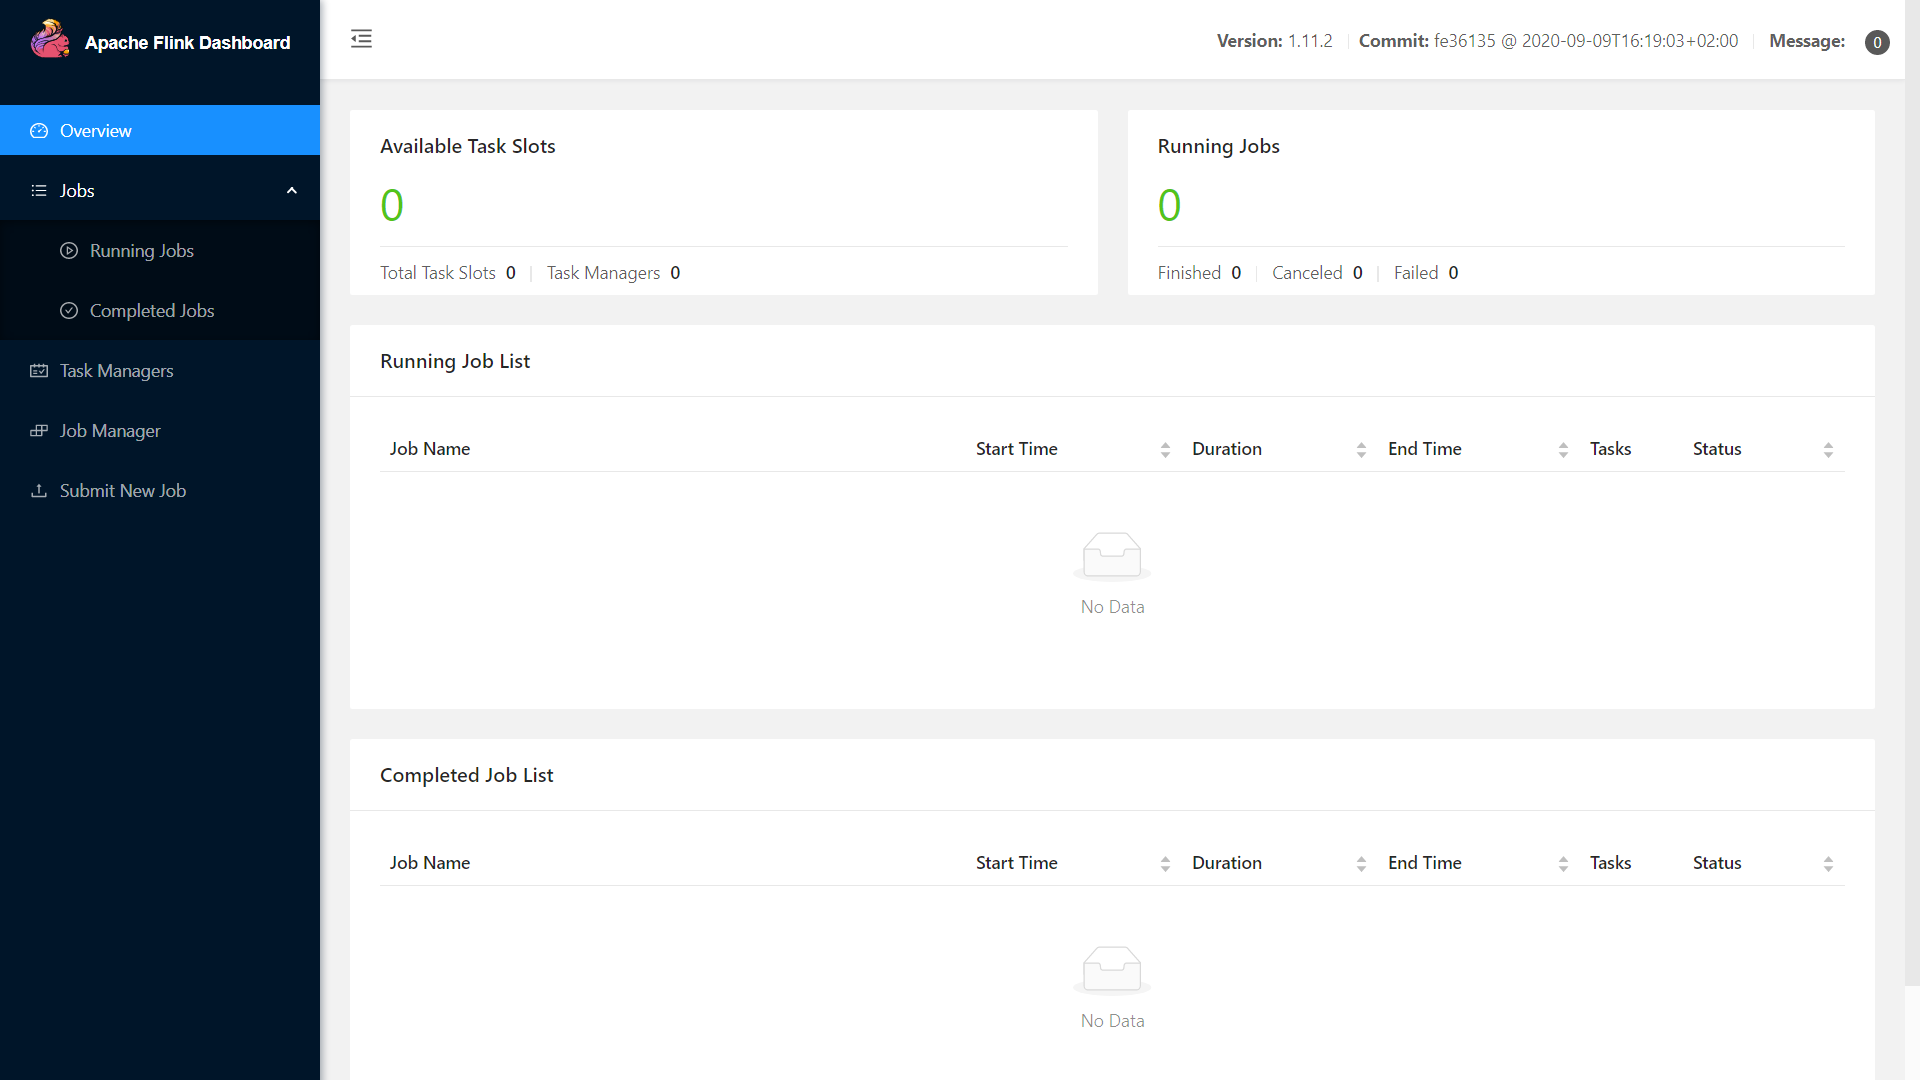 Apache Flink Dashboard
Version: 1.11.2 Commit: fe36135 @ 2020-09-09T16:19:03+02:00 Message: 0
Overview
Jobs
Running Jobs
Completed Jobs
Task Managers
Job Manager
Submit New Job
Available Task Slots
0
Total Task Slots 0 Task Managers 0
Running Jobs
0
Finished 0 Canceled 0 Failed 0
Running Job List
Job Name Start Time Duration End Time Tasks Status
No Data
Completed Job List
Job Name Start Time Duration End Time Tasks Status
No Data